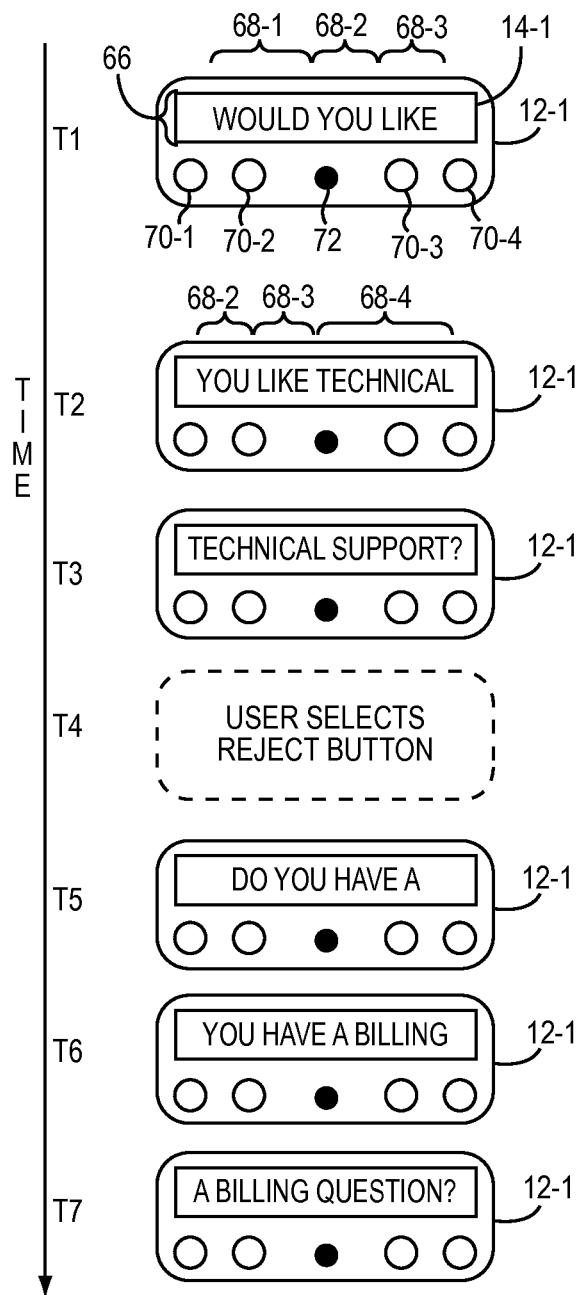 68-1 68-2 68-3
66 14-1
WOULD YOU LIKE 12-1
T1
70-1 70-2 72 70-3 70-4
68-2 68-3 68-4
YOU LIKE TECHNICAL 12-1
TIME
T2
TECHNICAL SUPPORT? 12-1
T3
T4
USER SELECTS
REJECT BUTTON
DO YOU HAVE A 12-1
T5
YOU HAVE A BILLING 12-1
T6
A BILLING QUESTION? 12-1
T7